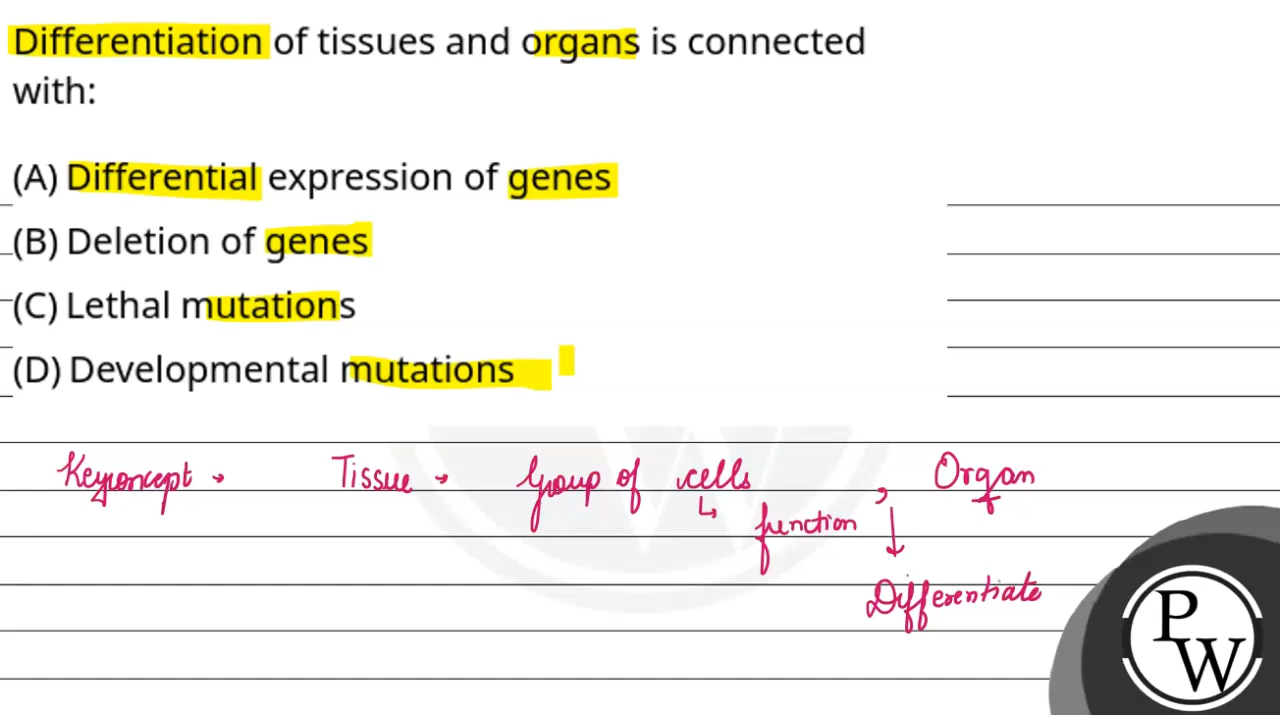 Differentiation of tissues and organs is connected
with:
(A) Differential expression of genes
(B) Deletion of genes
(C) Lethal mutations
(D) Developmental mutations
Keyconcept → Tissue → Group of cells , Organ
↳ function ↓
Differentiate
P
W